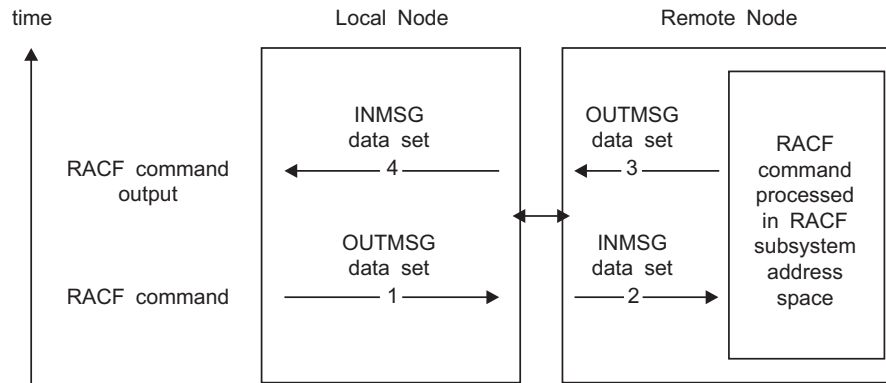 time
Local Node
Remote Node
INMSG
data set
4
OUTMSG
data set
3
RACF command
output
RACF
command
processed
in RACF
subsystem
address
space
OUTMSG
data set
1
INMSG
data set
2
RACF command